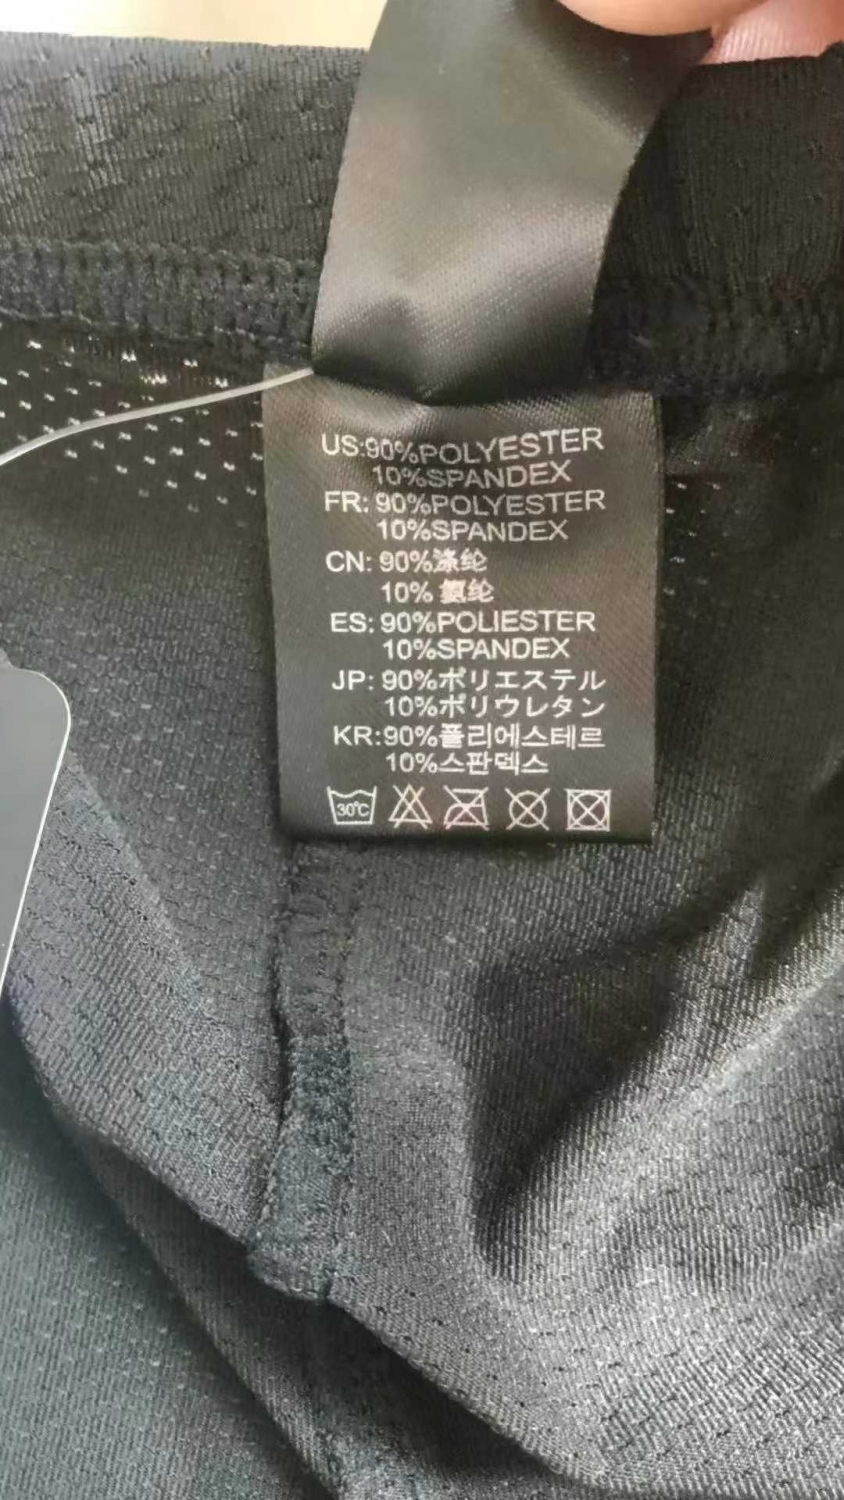 US:90%POLYESTER
10%SPANDEX
FR: 90%POLYESTER
10%SPANDEX
CN: 90%涤纶
10% 氨纶
ES: 90%POLIESTER
10%SPANDEX
JP: 90%ポリエステル
10%ポリウレタン
KR:90%폴리에스테르
10%스판덱스
30℃